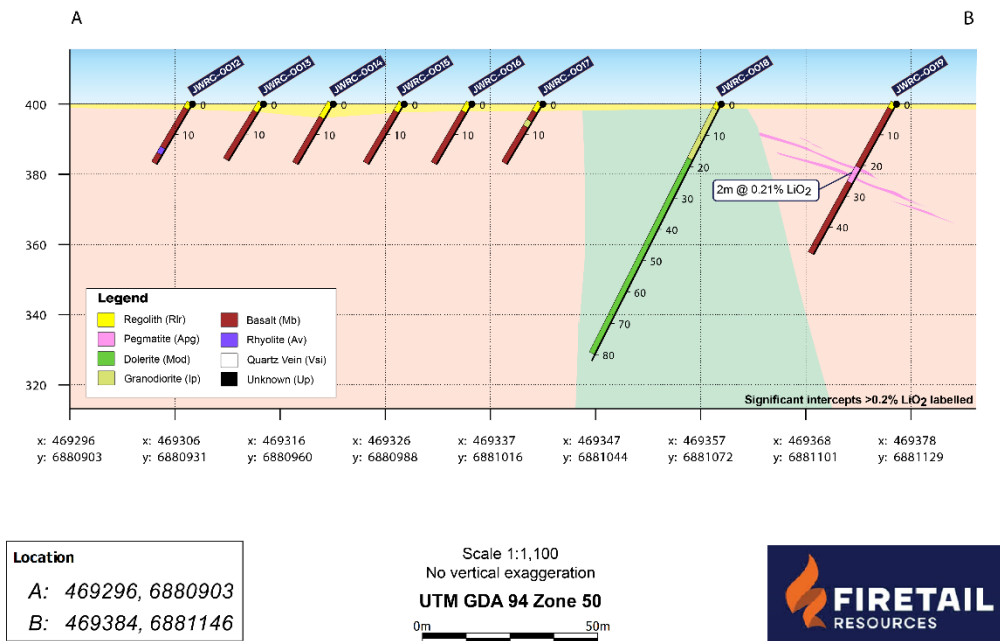 A
B
JWRC-0012
JWRC-0013
JWRC-0014
JWRC-0015
JWRC-0016
JWRC-0017
JWRC-0018
JWRC-0019
400
380
360
340
320
0
10
0
10
0
10
0
10
0
10
0
10
0
10
20
30
40
50
60
70
80
0
10
20
30
40
2m @ 0.21% LiO2
Legend
Regolith (Rlr)
Pegmatite (Apg)
Dolerite (Mod)
Granodiorite (Ip)
Basalt (Mb)
Rhyolite (Av)
Quartz Vein (Vsi)
Unknown (Up)
Significant intercepts >0.2% LiO2 labelled
x: 469296 x: 469306 x: 469316 x: 469326 x: 469337 x: 469347 x: 469357 x: 469368 x: 469378
y: 6880903 y: 6880931 y: 6880960 y: 6880988 y: 6881016 y: 6881044 y: 6881072 y: 6881101 y: 6881129
Location
A: 469296, 6880903
B: 469384, 6881146
Scale 1:1,100
No vertical exaggeration
UTM GDA 94 Zone 50
0m 50m
FIRETAIL
RESOURCES